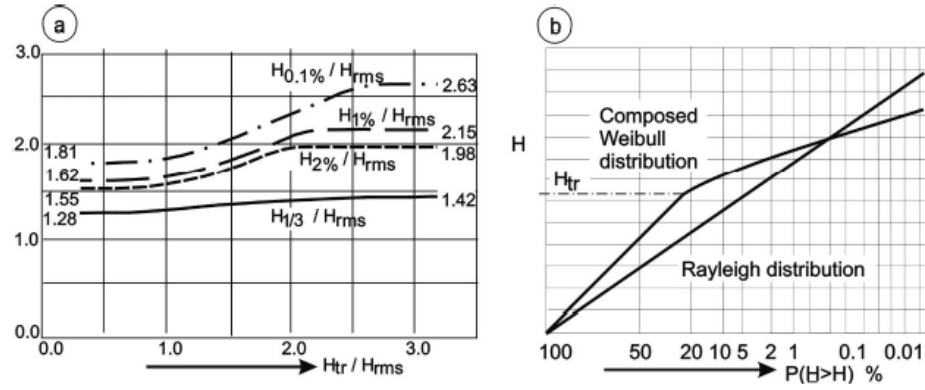 a
3.0
2.0
1.0
0.0
H0.1% / Hrms
2.63
H1% / Hrms
2.15
H2% / Hrms
1.98
1.81
1.62
1.55
1.28
H1/3 / Hrms
1.42
0.0 1.0 2.0 3.0
Htr / Hrms
b
H
Composed
Weibull
distribution
Htr
Rayleigh distribution
100 50 20 10 5 2 1 0.1 0.01
P(H>H) %